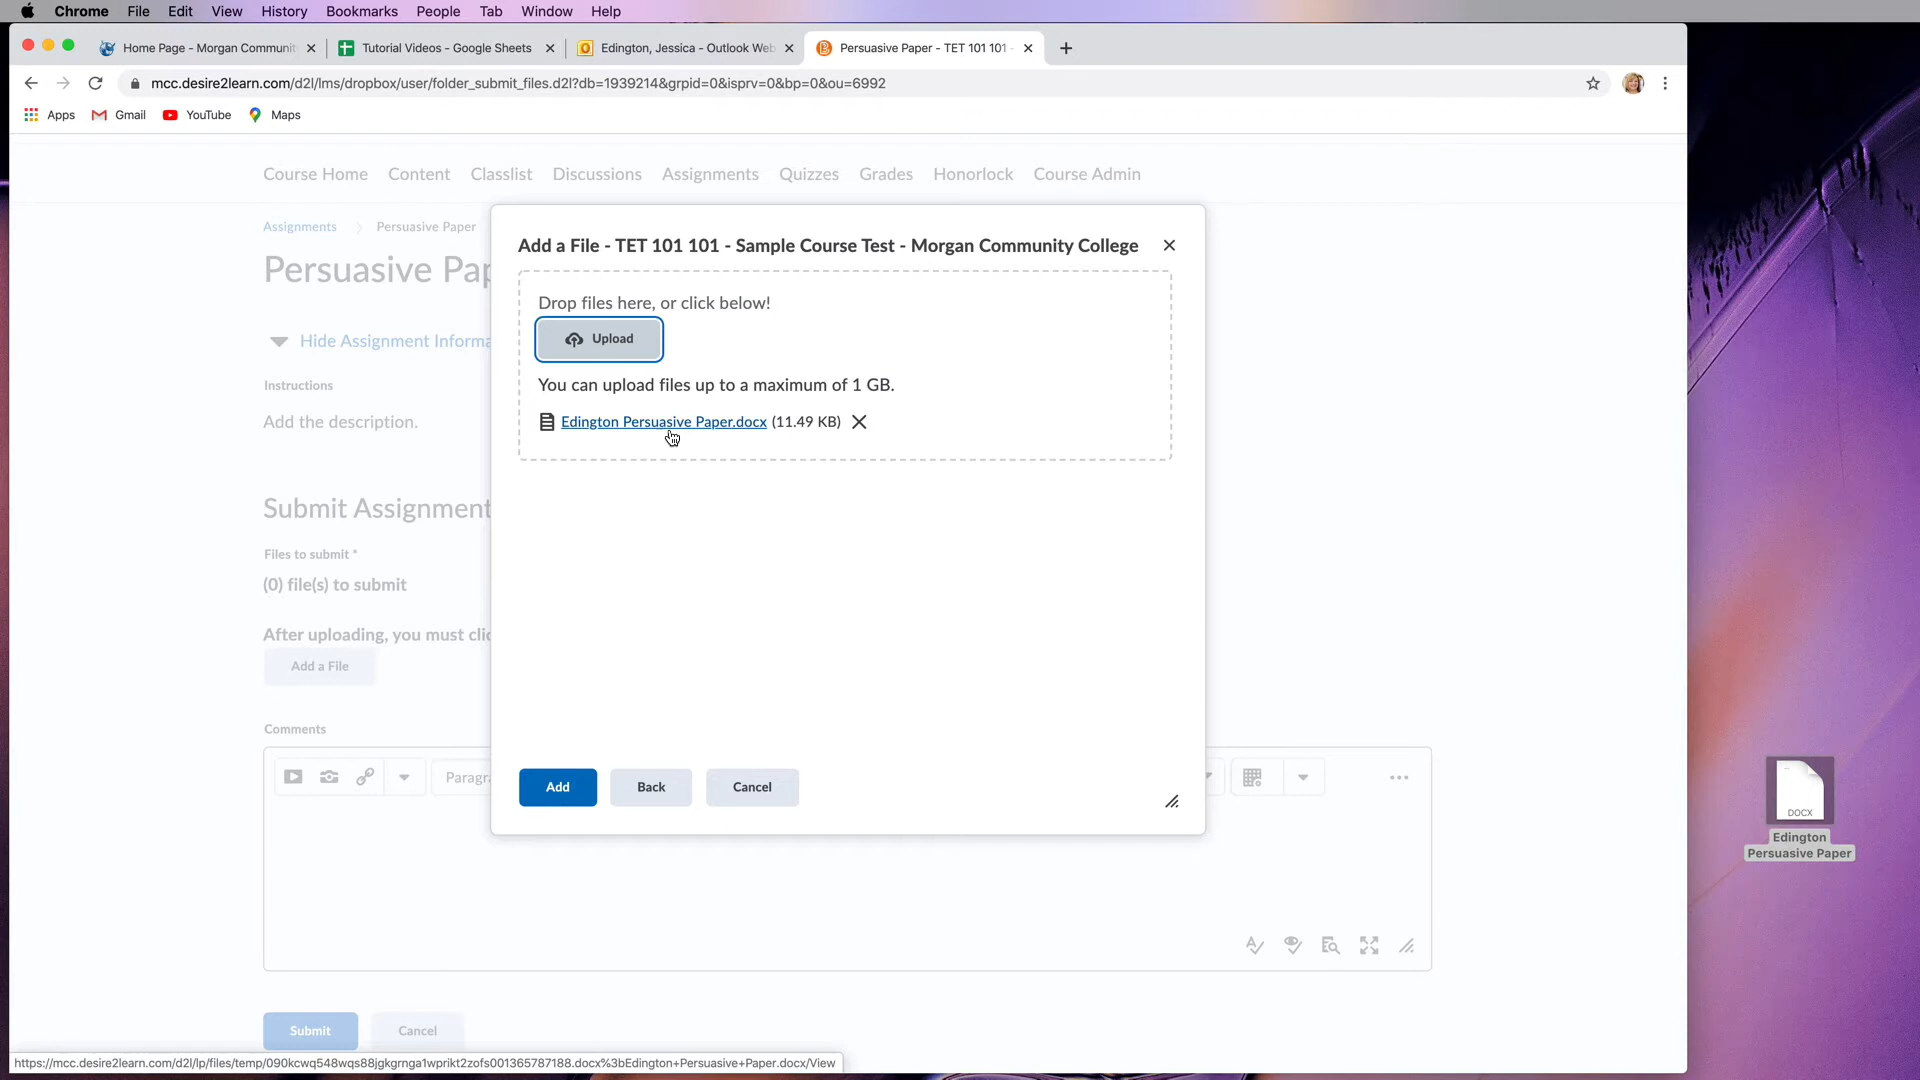 Chrome File Edit View History Bookmarks People Tab Window Help
Home Page - Morgan Communit
Tutorial Videos - Google Sheets
Edington, Jessica - Outlook Web
Persuasive Paper - TET 101 101 -
mcc.desire2learn.com/d2l/lms/dropbox/user/folder_submit_files.d2l?db=1939214&grpid=0&isprv=0&bp=0&ou=6992
Apps Gmail YouTube Maps
Course Home Content Classlist Discussions Assignments Quizzes Grades Honorlock Course Admin
Assignments Persuasive Paper
Persuasive Pap
Hide Assignment Informa
Instructions
Add the description.
Submit Assignment
Files to submit *
(0) file(s) to submit
After uploading, you must clic
Add a File
Comments
Paragra
Submit Cancel
Add a File - TET 101 101 - Sample Course Test - Morgan Community College
Drop files here, or click below!
Upload
You can upload files up to a maximum of 1 GB.
Edington Persuasive Paper.docx (11.49 KB)
Add Back Cancel
DOCX
Edington
Persuasive Paper
https://mcc.desire2learn.com/d2l/lp/files/temp/090kcwq548wqs88jgkgrnga1wprikt2zofs001365787188.docx%3bEdington+Persuasive+Paper.docx/View